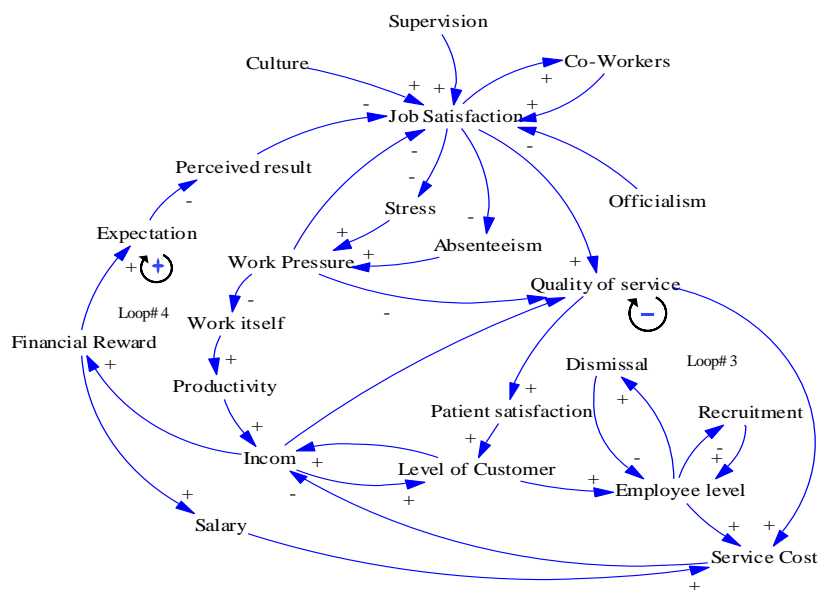 Supervision
Culture
Co-Workers
+
+
+
+
-
Job Satisfaction
-
-
Perceived result
-
-
Stress
Officialism
-
-
Expectation
+
+
Absenteeism
+
+
+
Work Pressure
Quality of service
-
-
-
Loop# 4
Work itself
Financial Reward
+
+
Dismissal
Loop# 3
Productivity
+
+
Patient satisfaction
Recruitment
+
+
-
-
+
Incom
+
Level of Customer
+
+
-
Employee level
+
Salary
+
+
Service Cost
+